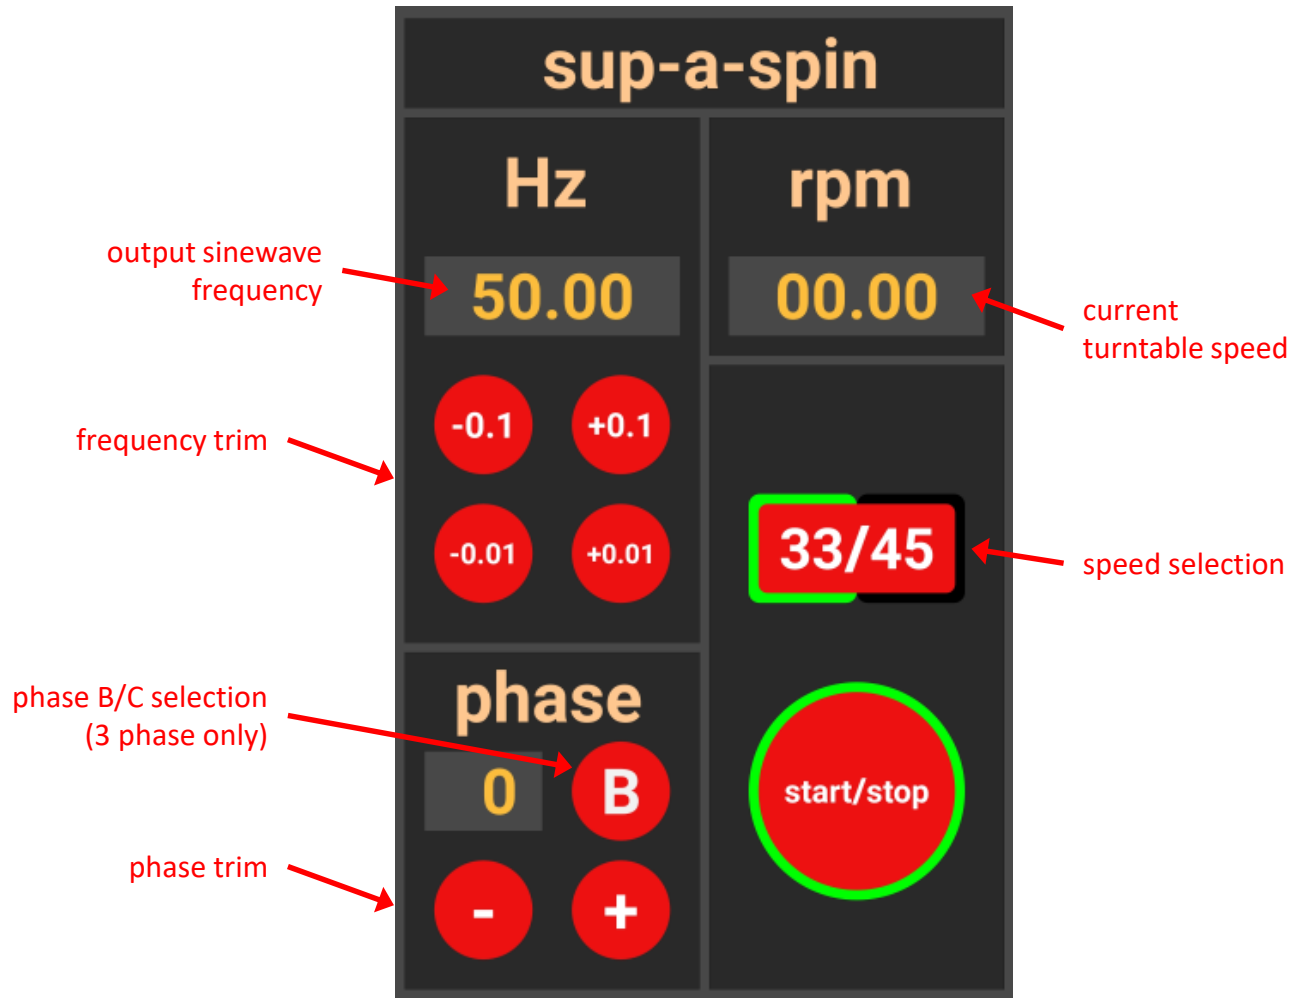 sup-a-spin
Hz
rpm
output sinewave
frequency
50.00
00.00
current
turntable speed
frequency trim
-0.1
+0.1
-0.01
+0.01
33/45
speed selection
phase B/C selection
(3 phase only)
phase
0
B
start/stop
phase trim
-
+